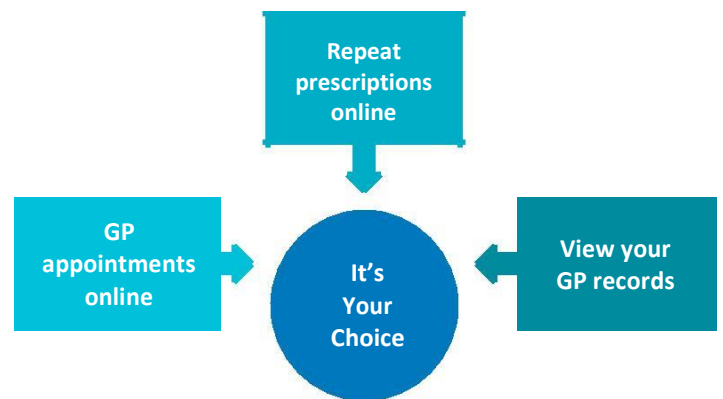 Repeat
prescriptions
online
GP
appointments
online
It’s
Your
Choice
View your
GP records